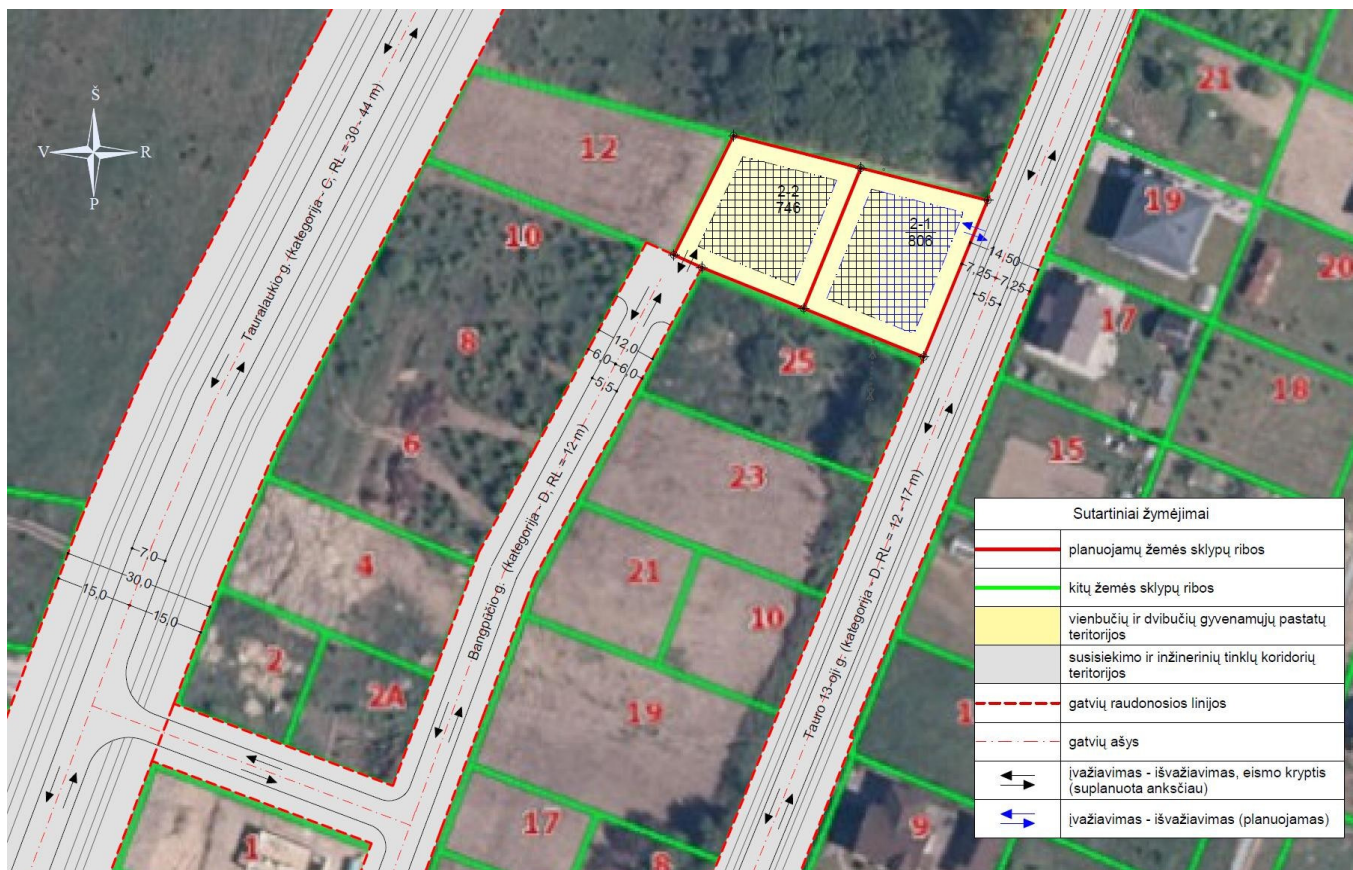 Š
V R
P
Tauralaukio g. (kategorija - C, RL = 30 - 44 m)
Bangpūčio g. (kategorija - D, RL = 12 m)
Tauro 13-oji g. (kategorija - D, RL = 12 - 17 m)
12
10
8
6
4
2
2A
1
25
23
21
10
19
17
8
21
19
20
17
18
15
9
2-2
746
2-1
806
14,50
7,25 7,25
5,5
12,0
6,0 6,0
5,5
7,0
30,0
15,0
15,0
Sutartiniai žymėjimai
planuojamų žemės sklypų ribos
kitų žemės sklypų ribos
vienbučių ir dvibučių gyvenamųjų pastatų
teritorijos
susisiekimo ir inžinerinių tinklų koridorių
teritorijos
gatvių raudonosios linijos
gatvių ašys
įvažiavimas - išvažiavimas, eismo kryptis
(suplanuota anksčiau)
įvažiavimas - išvažiavimas (planuojamas)